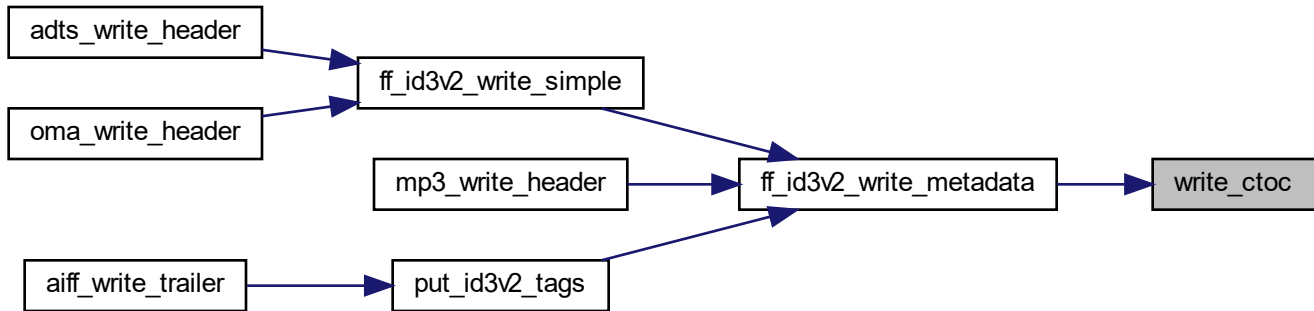 adts_write_header
ff_id3v2_write_simple
oma_write_header
mp3_write_header
ff_id3v2_write_metadata
write_ctoc
aiff_write_trailer
put_id3v2_tags